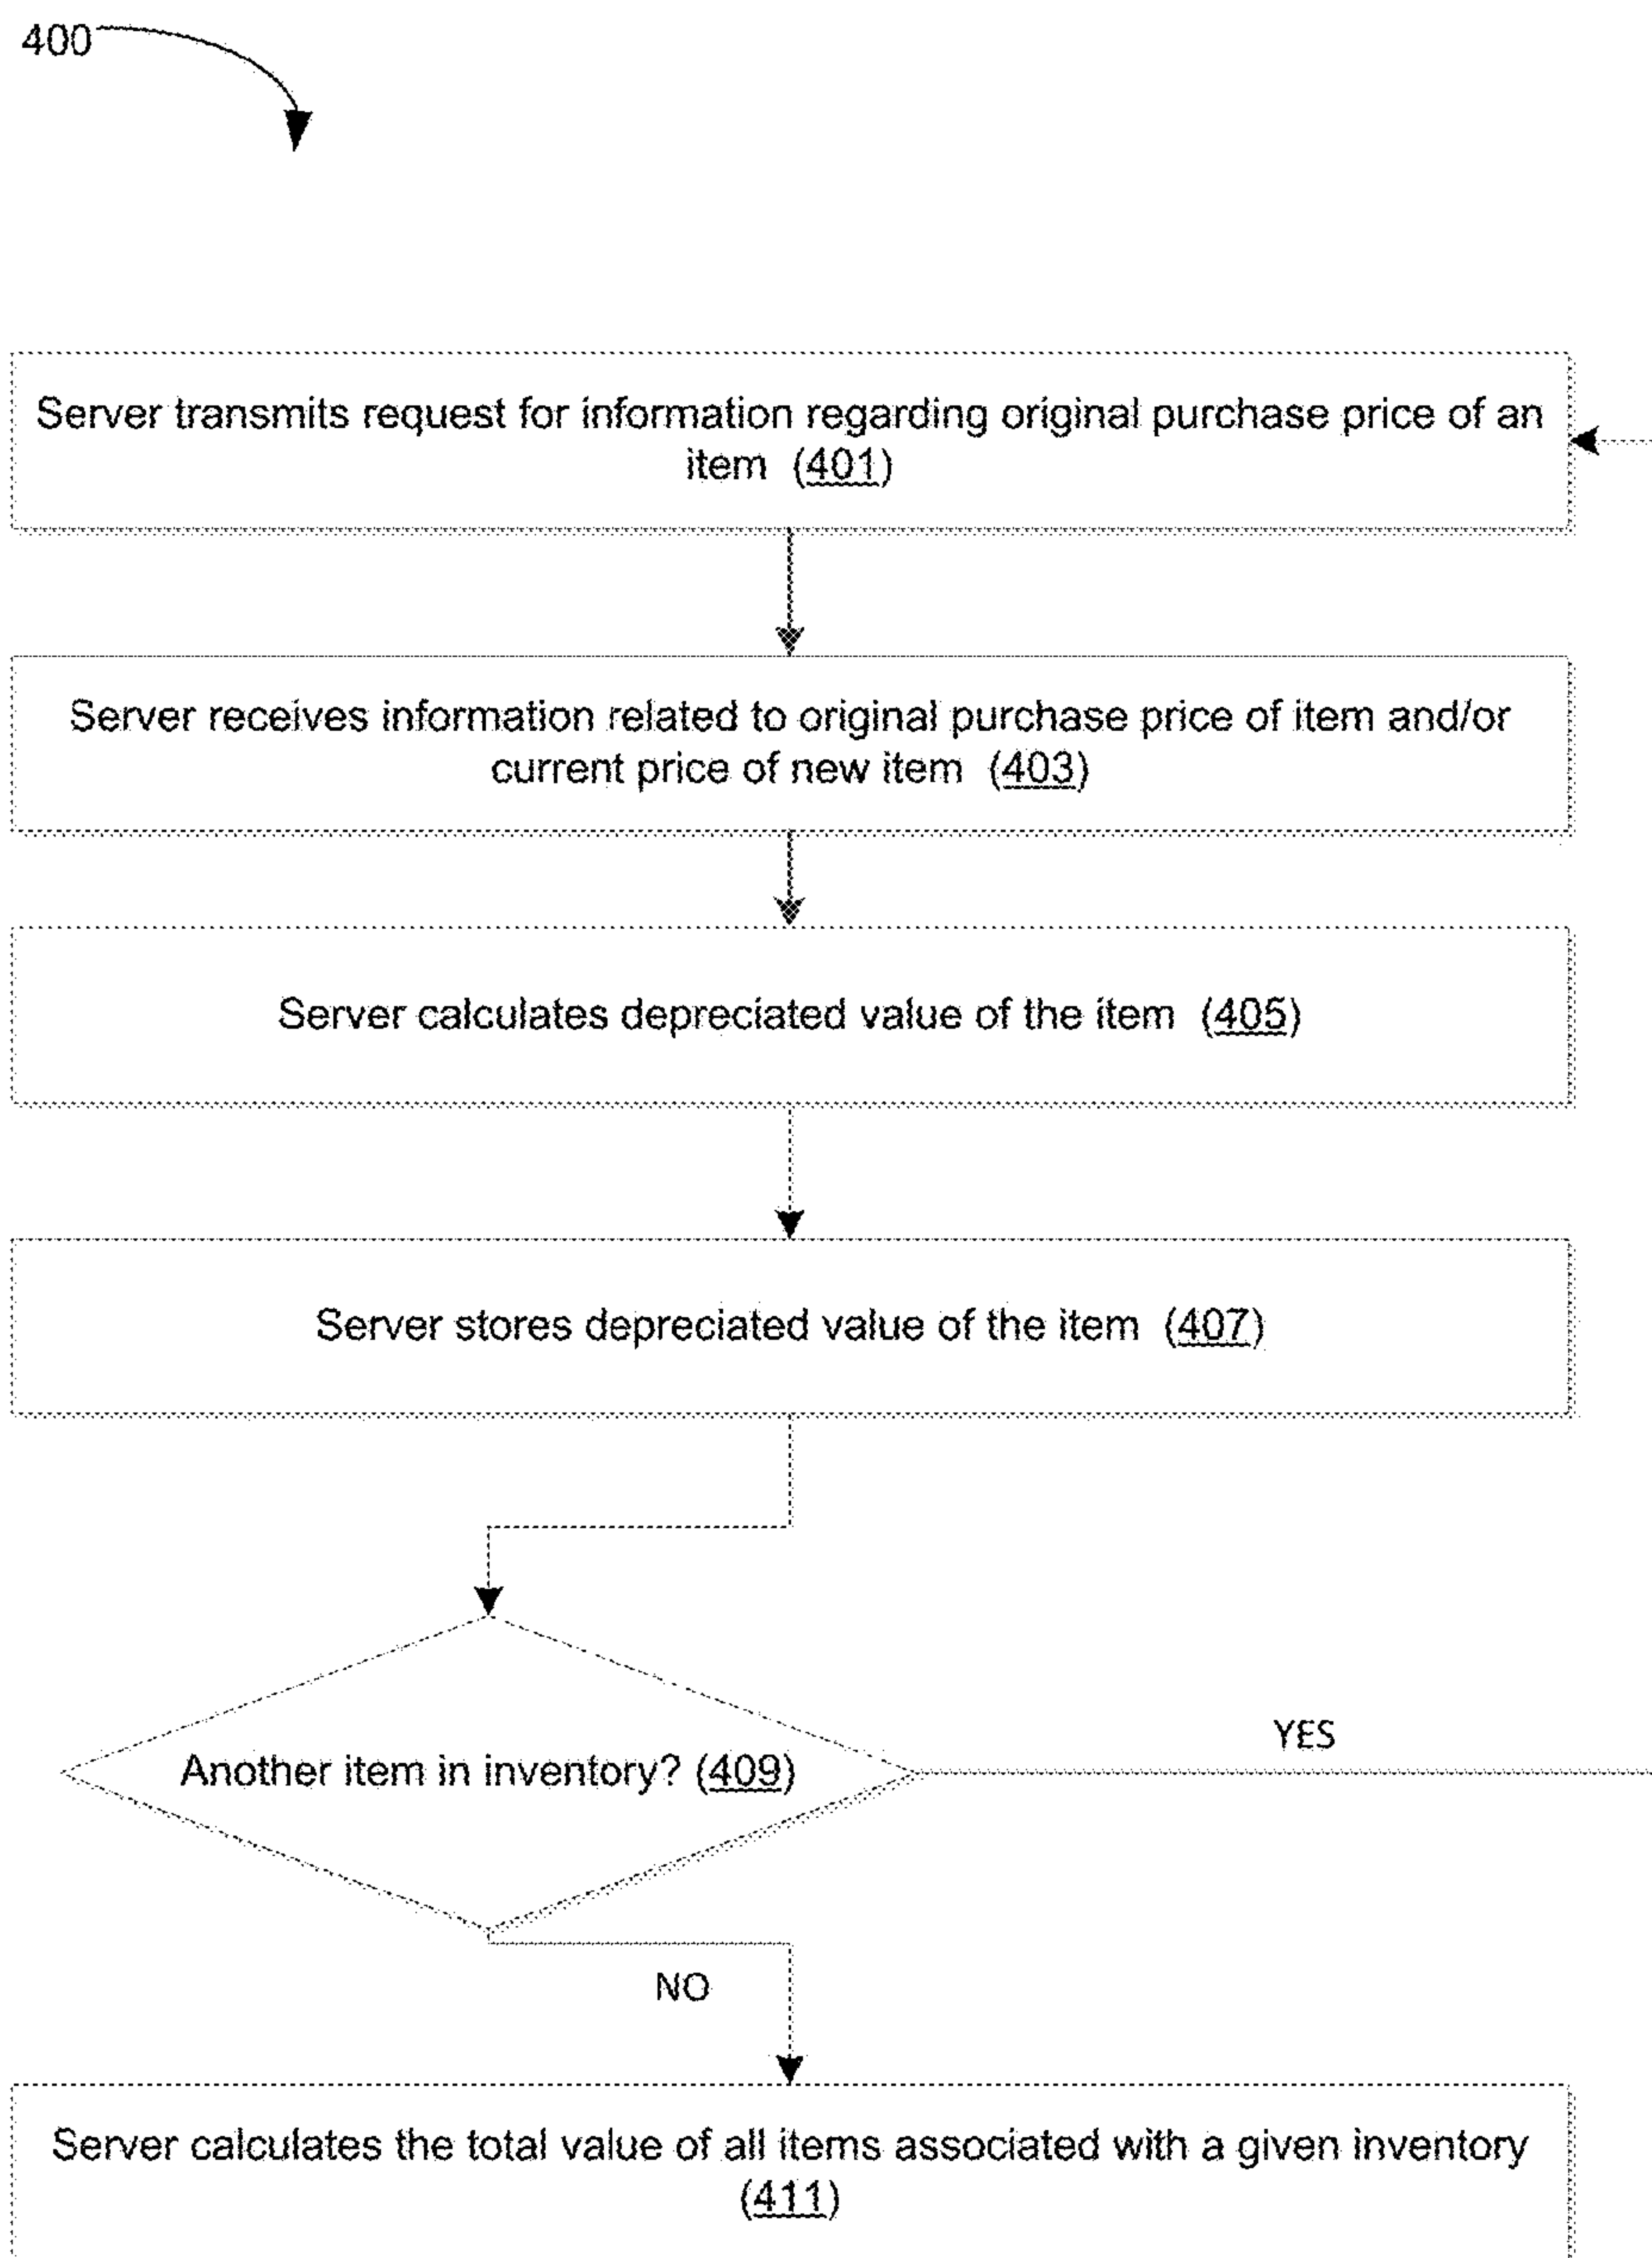 400
Server transmits request for information regarding original purchase price of an
item (401)
Server receives information related to original purchase price of item and/or
current price of new item (403)
Server calculates depreciated value of the item (405)
Server stores depreciated value of the item (407)
Another item in inventory? (409)
YES
NO
Server calculates the total value of all items associated with a given inventory
(411)